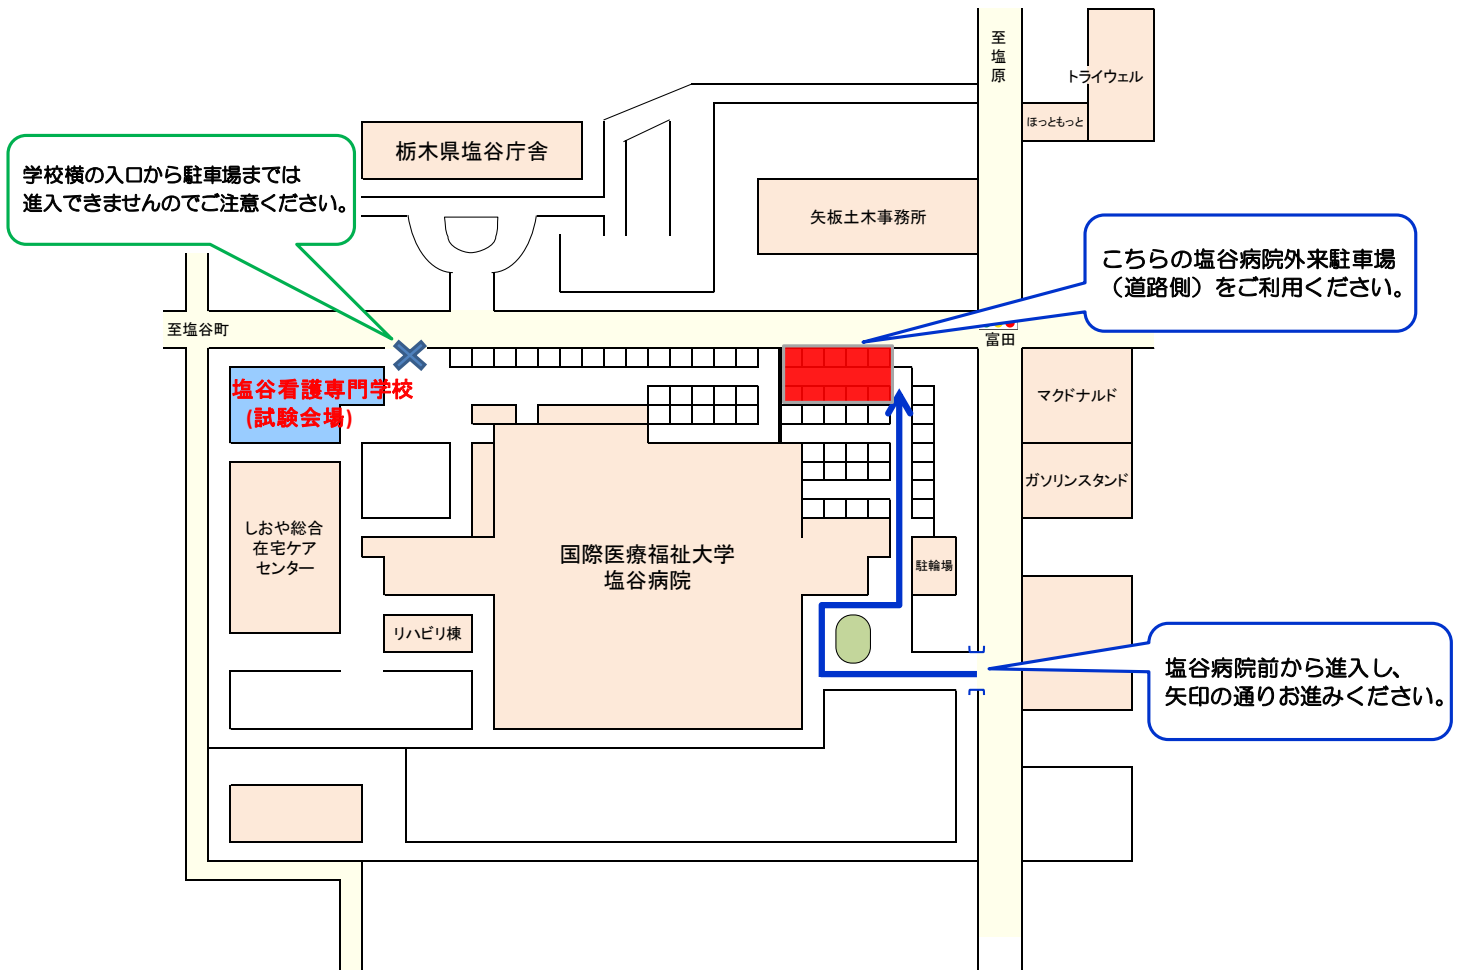 至
塩
原
トライウェル
ほっともっと
栃木県塩谷庁舎
学校横の入口から駐車場までは
進入できませんのでご注意ください。
矢板土木事務所
こちらの塩谷病院外来駐車場
（道路側）をご利用ください。
至塩谷町
富田
塩谷看護専門学校
(試験会場)
マクドナルド
ガソリンスタンド
しおや総合
在宅ケア
センター
国際医療福祉大学
塩谷病院
駐輪場
リハビリ棟
塩谷病院前から進入し、
矢印の通りお進みください。